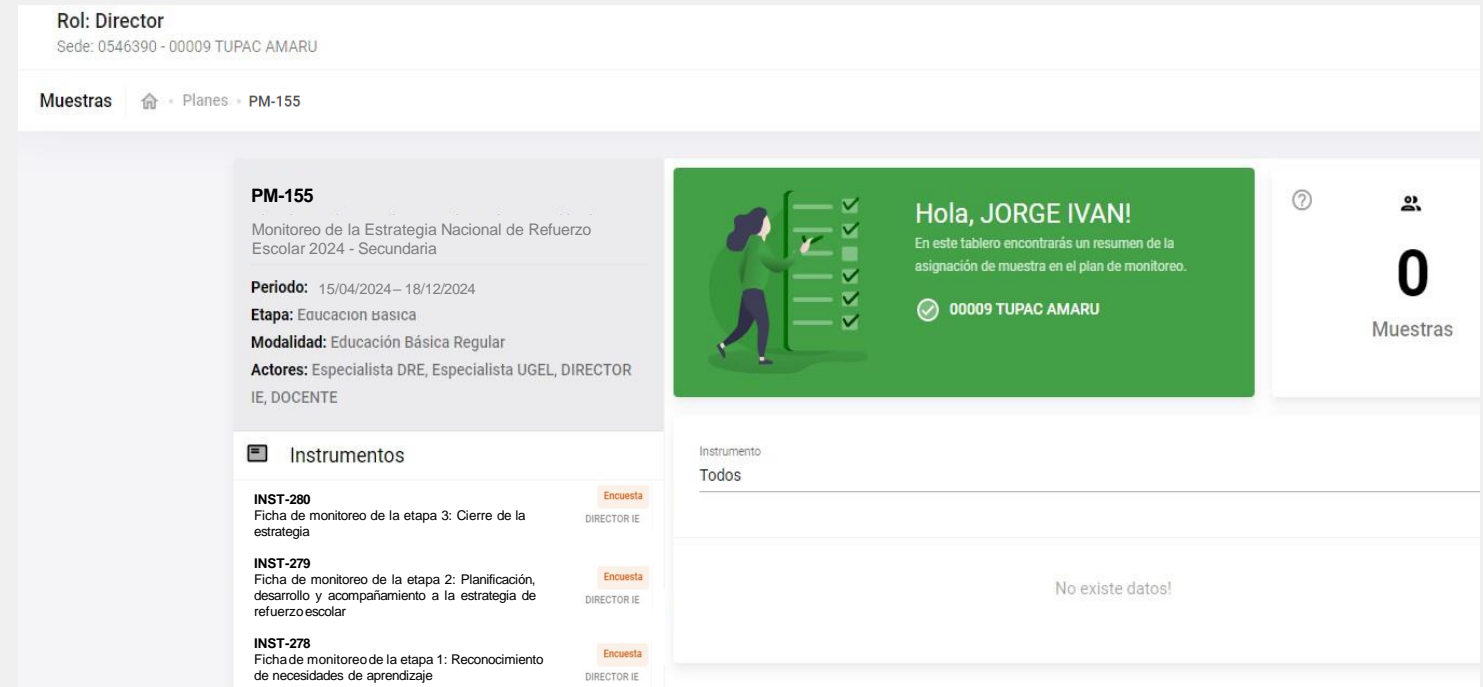 Rol: Director
Sede: 0546390 - 00009 TUPAC AMARU
Muestras
Planes
PM-155
PM-155
Monitoreo de la Estrategia Nacional de Refuerzo
Escolar 2024 - Secundaria
Periodo: 15/04/2024 – 18/12/2024
Etapa: Educación Básica
Modalidad: Educación Básica Regular
Actores: Especialista DRE, Especialista UGEL, DIRECTOR
IE, DOCENTE
Instrumentos
INST-280
Encuesta
Ficha de monitoreo de la etapa 3: Cierre de la
estrategia
DIRECTOR IE
INST-279
Ficha de monitoreo de la etapa 2: Planificación,
desarrollo y acompañamiento a la estrategia de
refuerzo escolar
Encuesta
DIRECTOR IE
INST-278
Ficha de monitoreo de la etapa 1: Reconocimiento
de necesidades de aprendizaje
Encuesta
DIRECTOR IE
Hola, JORGE IVAN!
En este tablero encontrarás un resumen de la
asignación de muestra en el plan de monitoreo.
00009 TUPAC AMARU
0
Muestras
Instrumento
Todos
No existe datos!